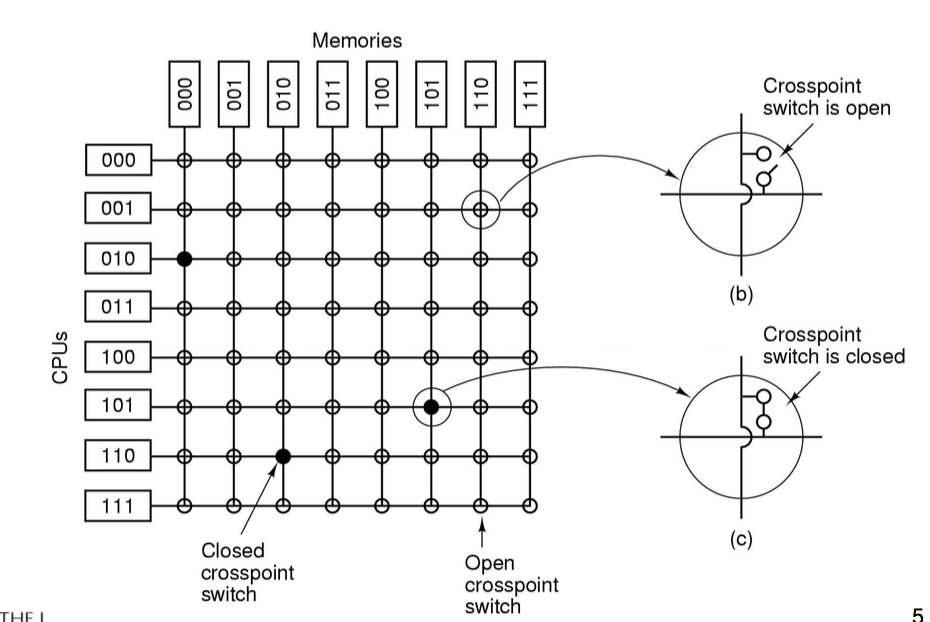 Memories
000
001
010
011
100
101
110
111
000
001
010
011
100
101
110
111
CPUs
Crosspoint
switch is open
(b)
Crosspoint
switch is closed
(c)
Closed
crosspoint
switch
Open
crosspoint
switch
5